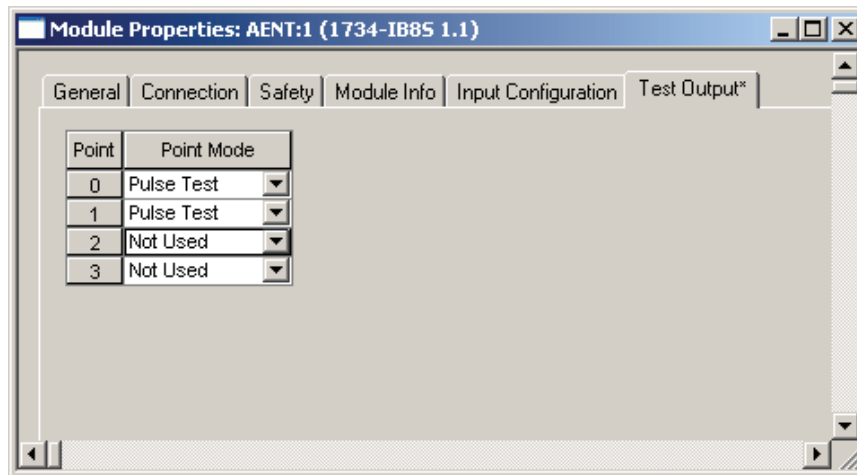 Module Properties: AENT:1 (1734-IB8S 1.1)
General Connection Safety Module Info Input Configuration Test Output*
Point Point Mode
0 Pulse Test
1 Pulse Test
2 Not Used
3 Not Used